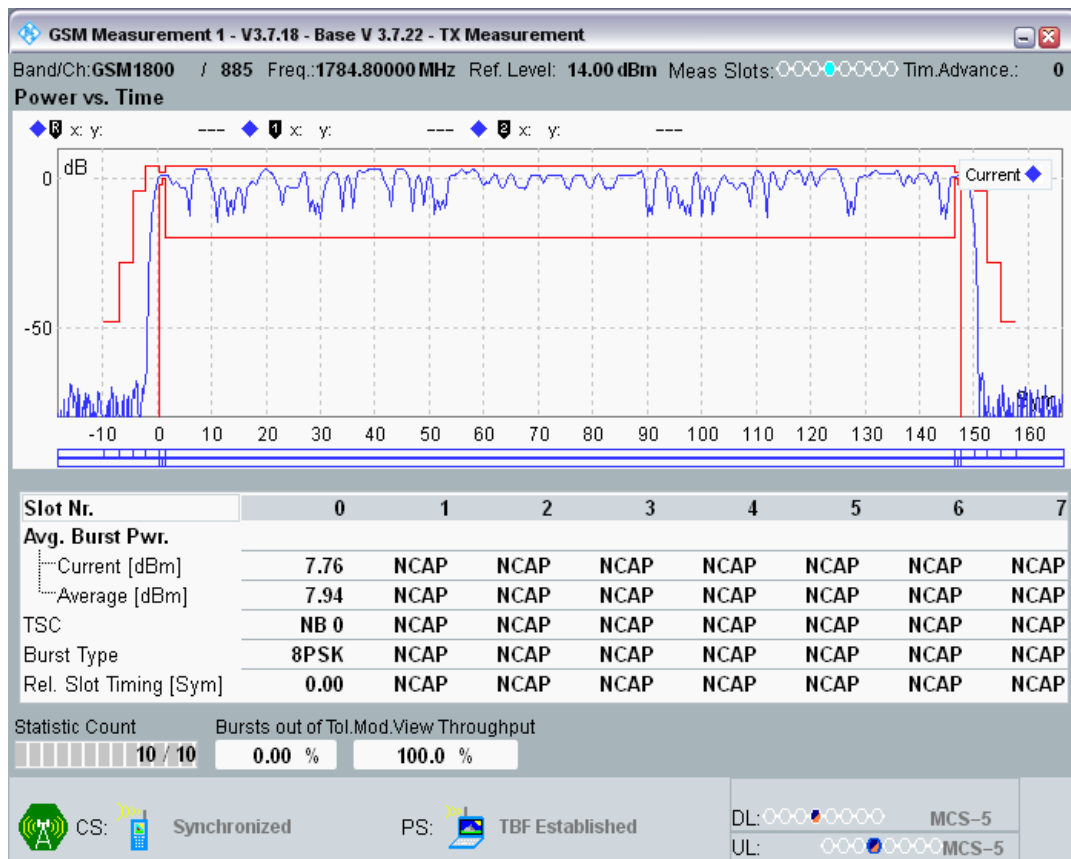 GSM Measurement 1 - V3.7.18 - Base V 3.7.22 - TX Measurement
Band/Ch:GSM1800 / 885 Freq.:1784.80000 MHz Ref. Level: 14.00 dBm Meas Slots: Tim.Advance.: 0
Power vs. Time
R x: y: --- 1 x: y: --- 2 x: y: ---
dB
Current
0
-50
Sym
-10 0 10 20 30 40 50 60 70 80 90 100 110 120 130 140 150 160
Slot Nr. 0 1 2 3 4 5 6 7
Avg. Burst Pwr.
Current [dBm] 7.76 NCAP NCAP NCAP NCAP NCAP NCAP NCAP
Average [dBm] 7.94 NCAP NCAP NCAP NCAP NCAP NCAP NCAP
TSC NB 0 NCAP NCAP NCAP NCAP NCAP NCAP NCAP
Burst Type 8PSK NCAP NCAP NCAP NCAP NCAP NCAP NCAP
Rel. Slot Timing [Sym] 0.00 NCAP NCAP NCAP NCAP NCAP NCAP NCAP
Statistic Count Bursts out of Tol.Mod.View Throughput
10 / 10 0.00 % 100.0 %
CS: Synchronized PS: TBF Established
DL: MCS-5
UL: MCS-5